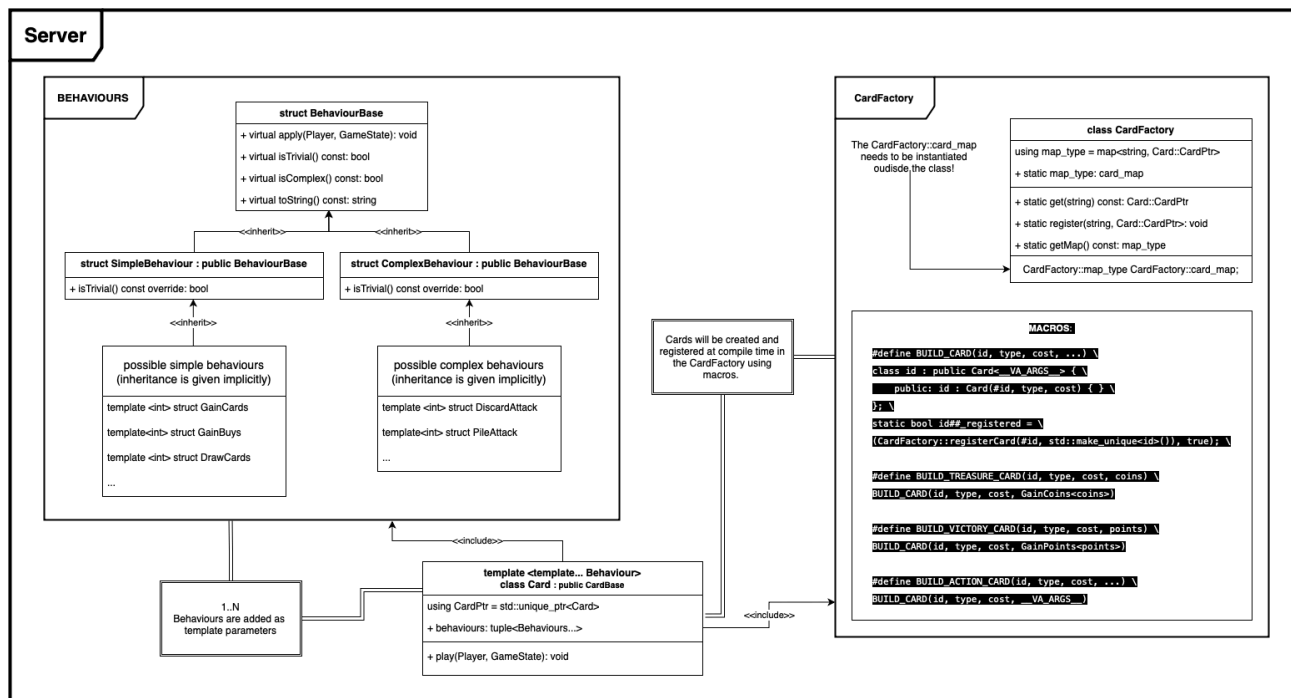 Server
BEHAVIOURS
struct BehaviourBase
+ virtual apply(Player, GameState): void
+ virtual isTrivial() const: bool
+ virtual isComplex() const: bool
+ virtual toString() const: string
<<inherit>>
<<inherit>>
struct SimpleBehaviour : public BehaviourBase
+ isTrivial() const override: bool
struct ComplexBehaviour : public BehaviourBase
+ isTrivial() const override: bool
<<inherit>>
<<inherit>>
possible simple behaviours
(inheritance is given implicitly)
template <int> struct GainCards
template<int> struct GainBuys
template <int> struct DrawCards
...
possible complex behaviours
(inheritance is given implicitly)
template <int> struct DiscardAttack
template<int> struct PileAttack
...
<<include>>
1..N
Behaviours are added as
template parameters
template <template... Behaviour>
class Card : public CardBase
using CardPtr = std::unique_ptr<Card>
+ behaviours: tuple<Behaviours...>
+ play(Player, GameState): void
<<include>>
Cards will be created and
registered at compile time in
the CardFactory using
macros.
CardFactory
The CardFactory::card_map
needs to be instantiated
oudisde the class!
class CardFactory
using map_type = map<string, Card::CardPtr>
+ static map_type: card_map
+ static get(string) const: Card::CardPtr
+ static register(string, Card::CardPtr>: void
+ static getMap() const: map_type
CardFactory::map_type CardFactory::card_map;
MACROS:
#define BUILD_CARD(id, type, cost, ...) \
class id : public Card<__VA_ARGS__> { \
public: id : Card(#id, type, cost) { } \
}; \
static bool id##_registered = \
(CardFactory::registerCard(#id, std::make_unique<id>()), true); \
#define BUILD_TREASURE_CARD(id, type, cost, coins) \
BUILD_CARD(id, type, cost, GainCoins<coins>)
#define BUILD_VICTORY_CARD(id, type, cost, points) \
BUILD_CARD(id, type, cost, GainPoints<points>)
#define BUILD_ACTION_CARD(id, type, cost, ...) \
BUILD_CARD(id, type, cost, __VA_ARGS__)